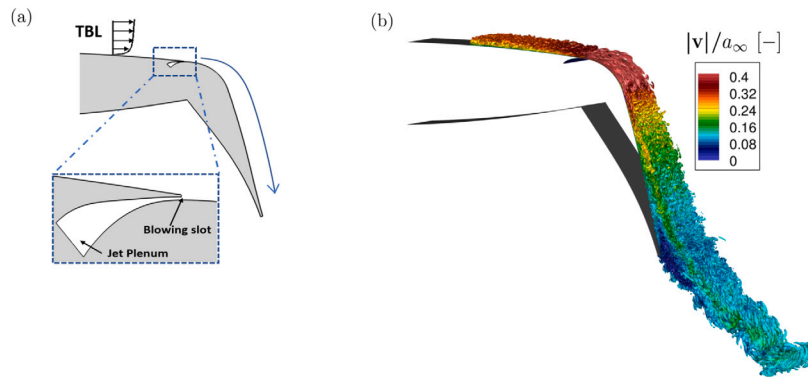 (a)
TBL
Blowing slot
Jet Plenum
(b)
|v|/a∞ [−]
0.4
0.32
0.24
0.16
0.08
0